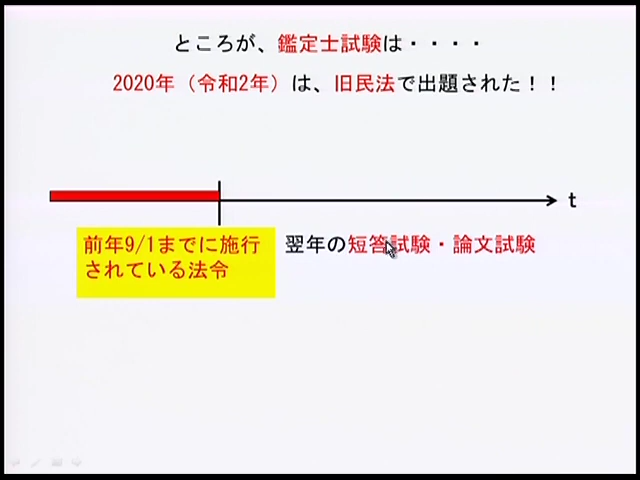 ところが、鑑定士試験は・・・・
2020年（令和2年）は、旧民法で出題された！！
t
前年9/1までに施行
されている法令
翌年の短答試験・論文試験